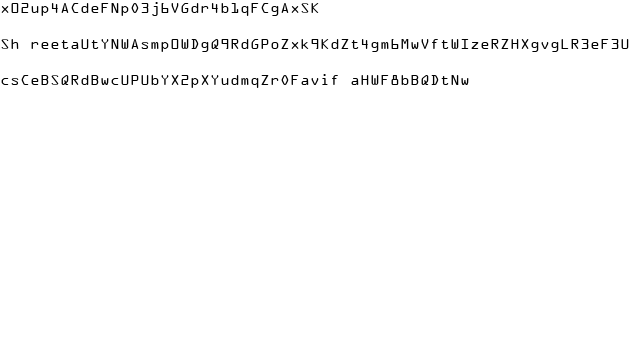 xO2up4ACdeFNp03j6VGdr4b1qFCgAxSK
Sh reetaUtYNWAsmpOWDgQ9RdGPoZxk9KdZt4gm6MwVftWIzeRZHXgvgLR3eF3U
csCeBSQRdBwcUPUbYX2pXYudmqZr0Favif aHWF8bBQDtNw